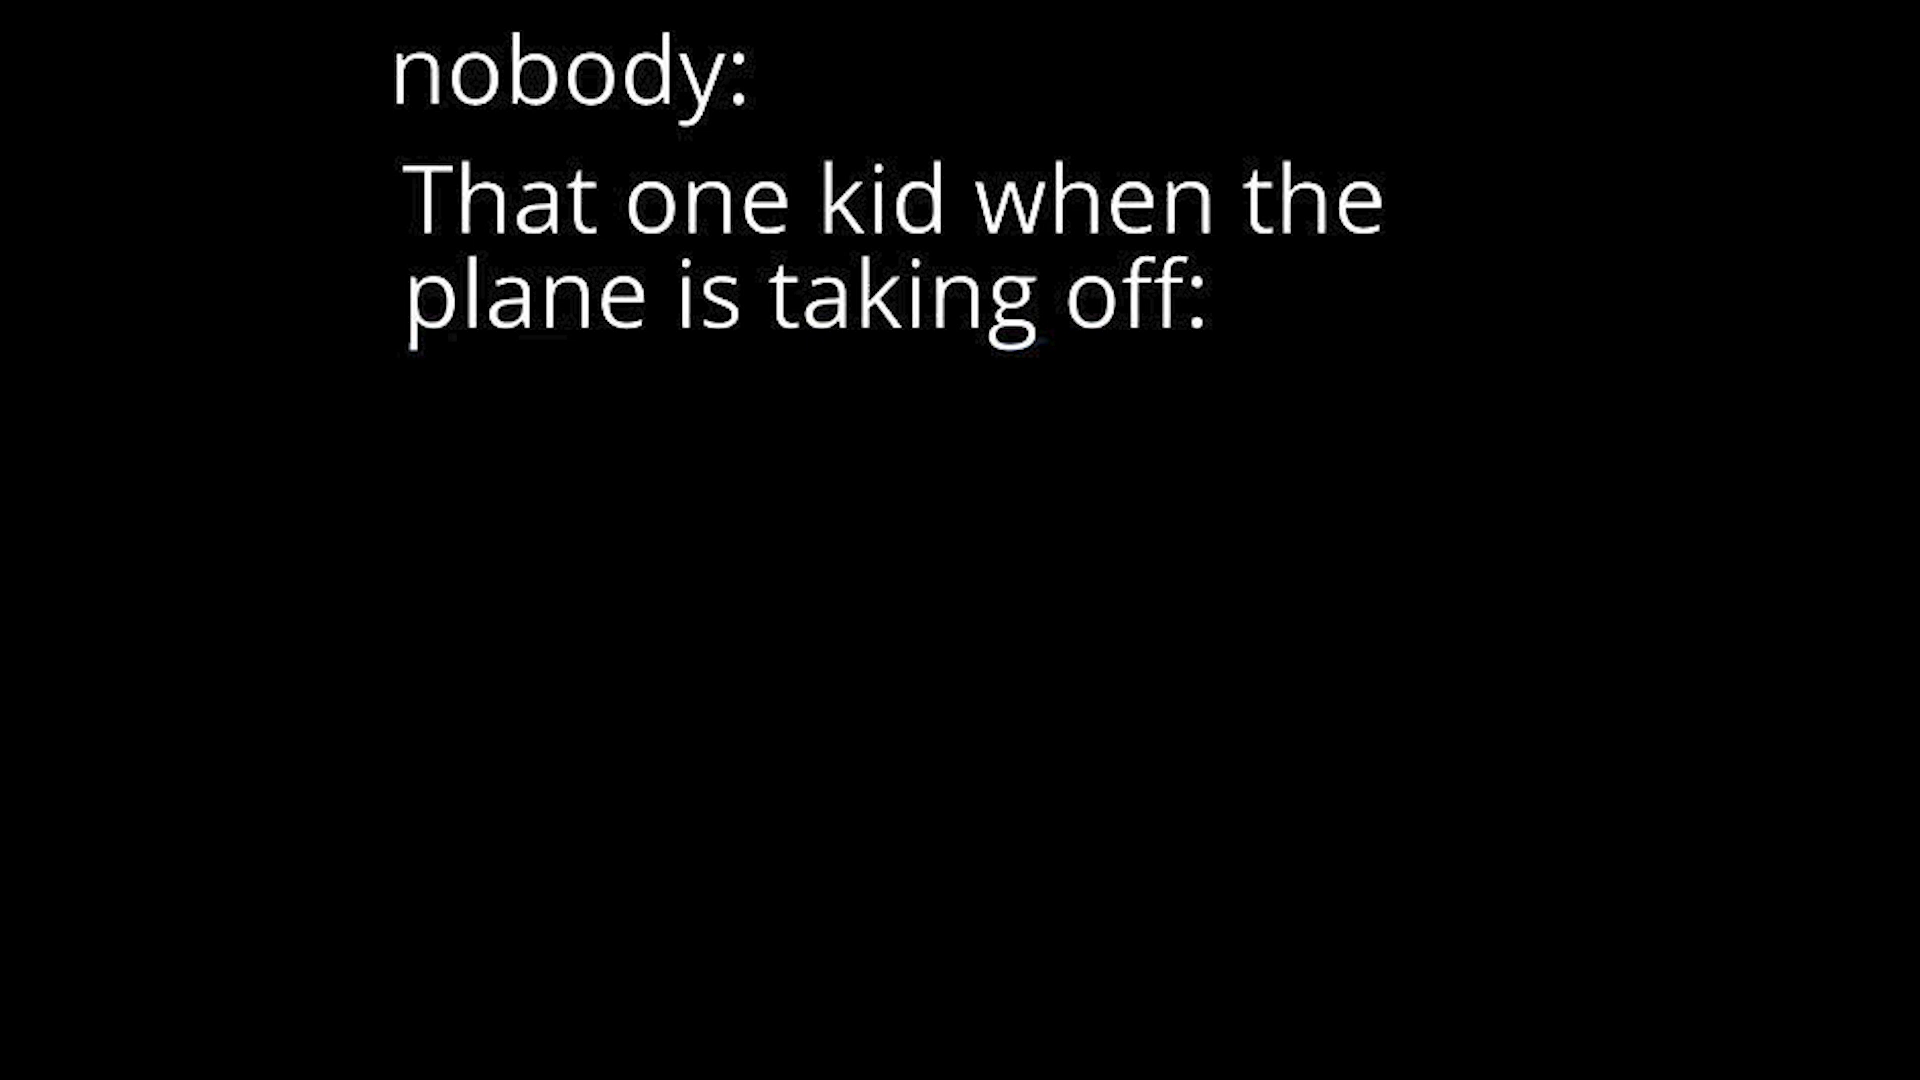 nobody:
That one kid when the
plane is taking off: